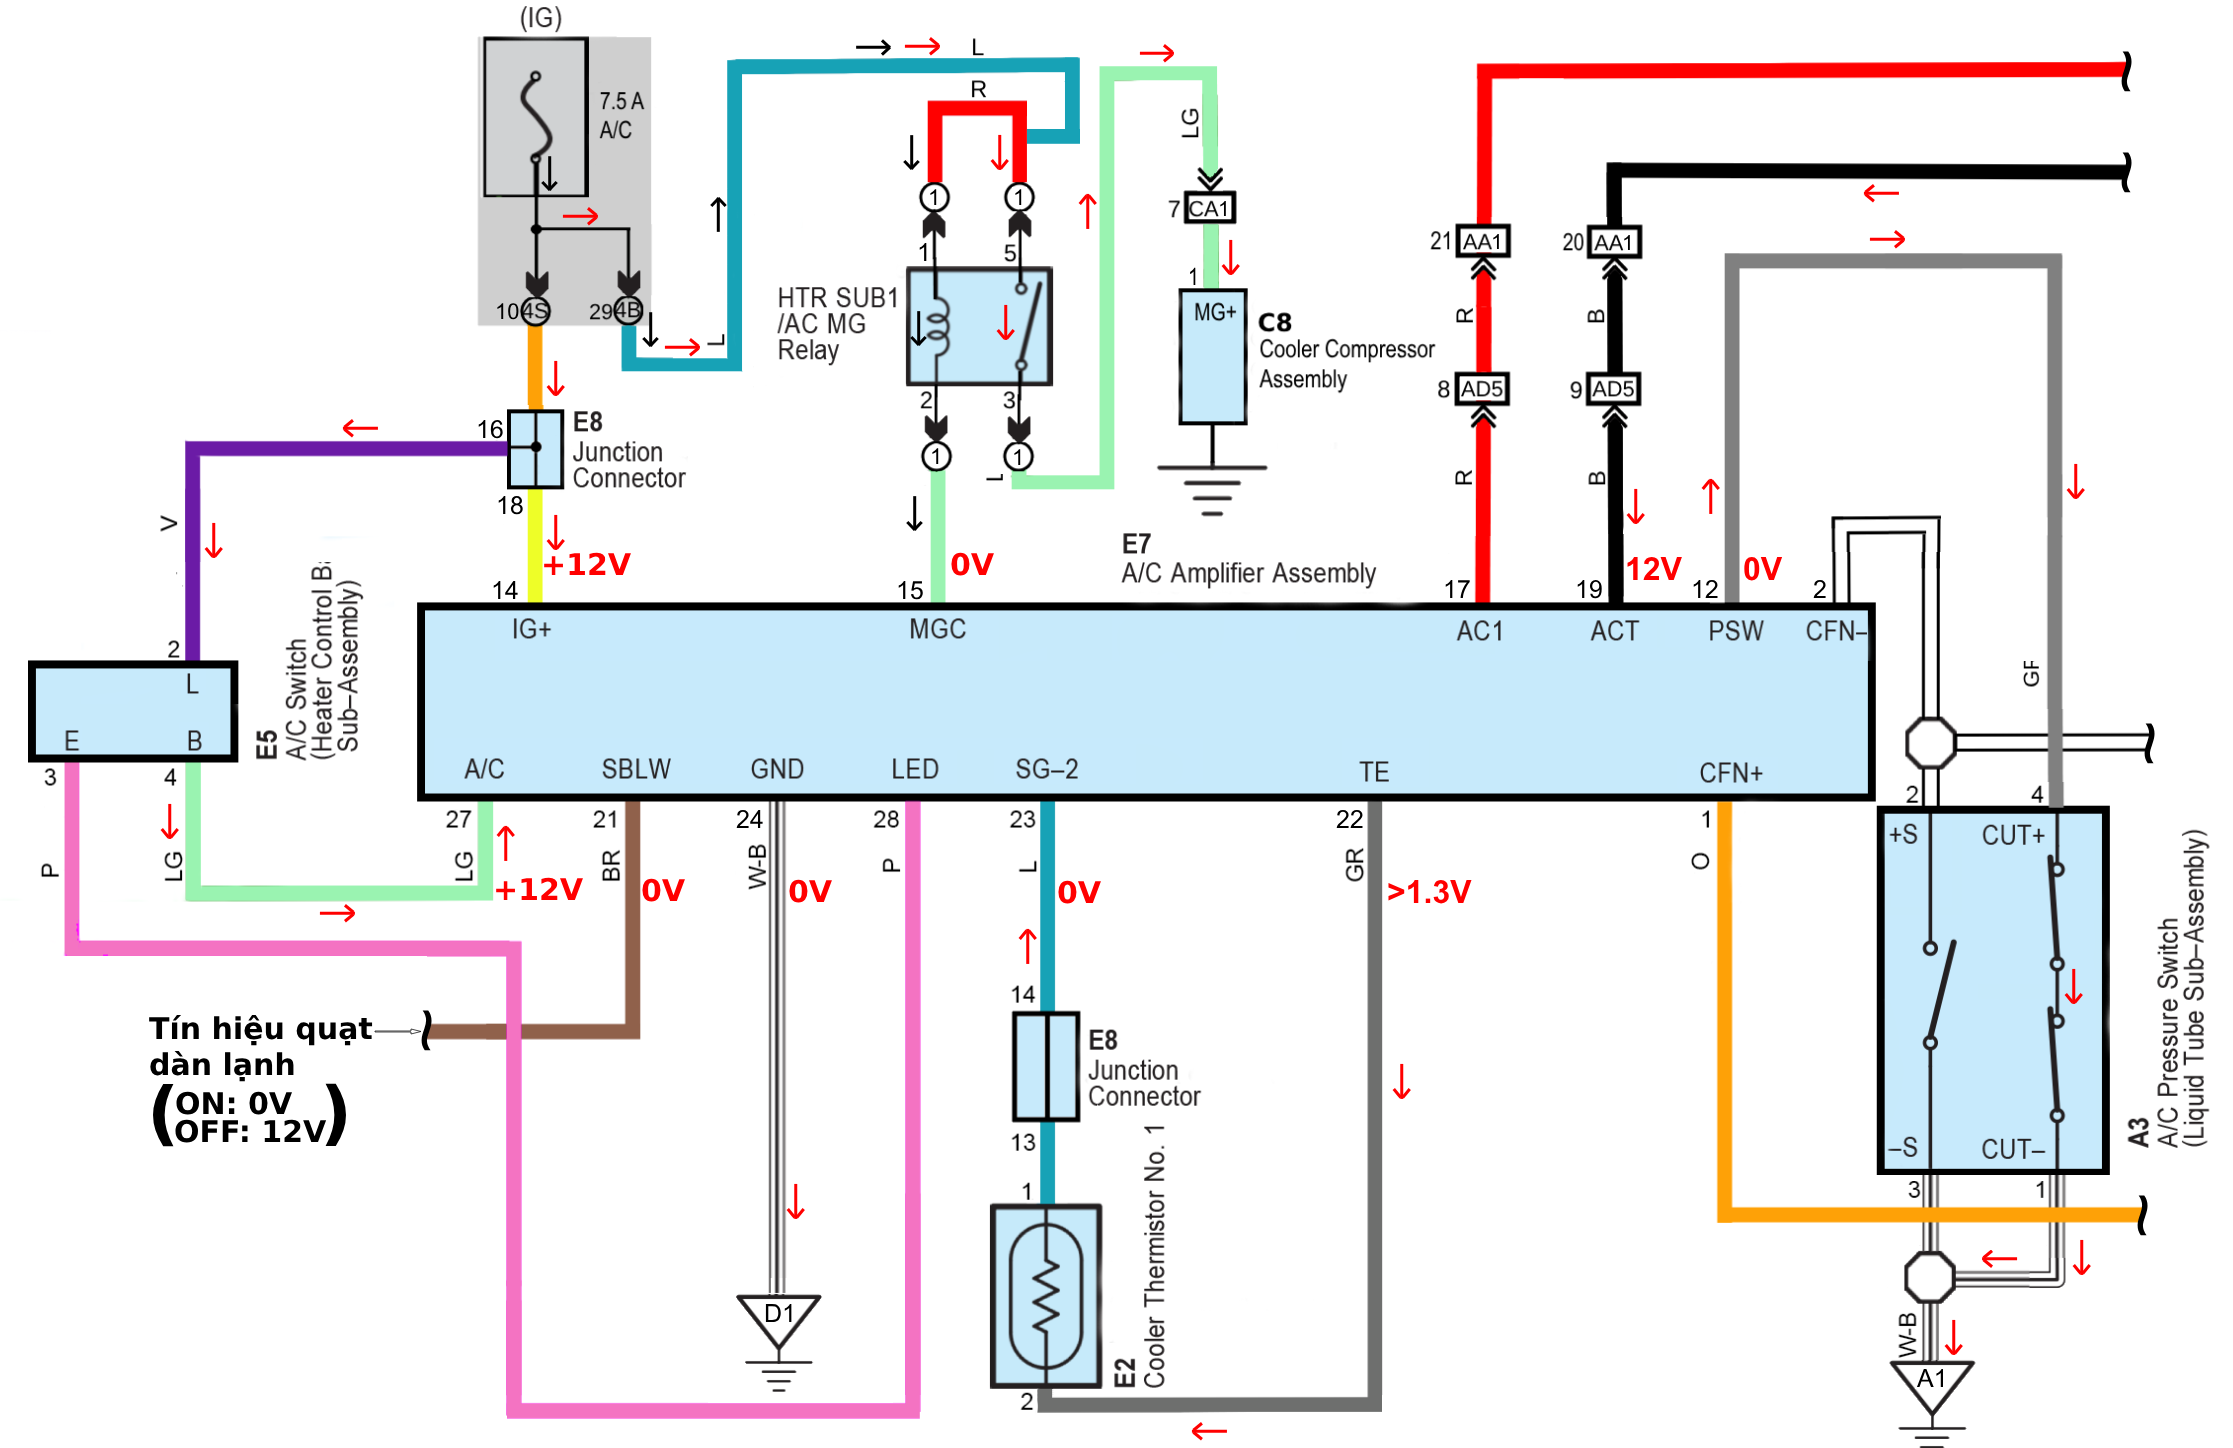 (IG)
7.5 A
A/C
10 4S
29 4B
L
L
R
1
1
1
5
HTR SUB1
/AC MG
Relay
2
3
1
1
L
LG
7 CA1
1
MG+
C8
Cooler Compressor
Assembly
21 AA1
20 AA1
R
B
8 AD5
9 AD5
R
B
16
E8
Junction
Connector
18
V
+12V
0V
E7
A/C Amplifier Assembly
12V
0V
14
15
17
19
12
2
IG+
MGC
AC1
ACT
PSW
CFN–
A/C
SBLW
GND
LED
SG–2
TE
CFN+
2
L
E
B
3
4
E5
A/C Switch
(Heater Control B
Sub–Assembly)
P
LG
27
21
24
28
23
22
1
LG
BR
W-B
P
L
GR
O
+12V
0V
0V
0V
>1.3V
Tín hiệu quạt
dàn lạnh
(ON: 0V
OFF: 12V)
14
E8
Junction
Connector
13
1
2
E2
Cooler Thermistor No. 1
D1
2
4
+S
CUT+
–S
CUT–
3
1
A3
A/C Pressure Switch
(Liquid Tube Sub–Assembly)
W-B
A1